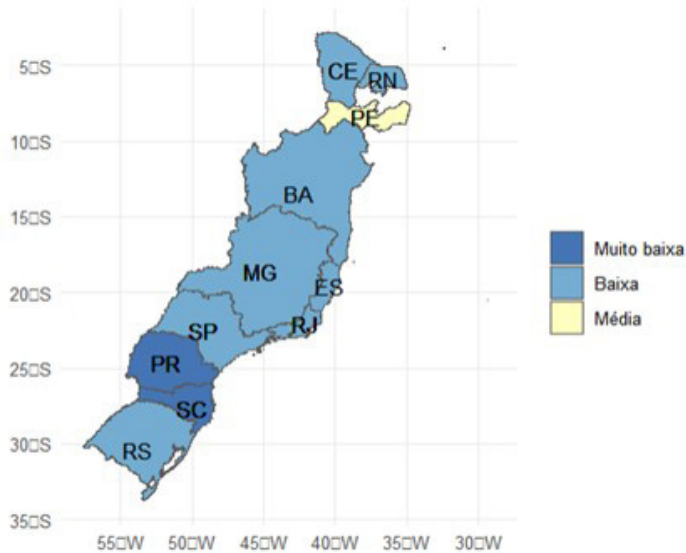 5□S
10□S
15□S
20□S
25□S
30□S
35□S
CE
RN
PE
BA
MG
ES
SP
RJ
PR
SC
RS
Muito baixa
Baixa
Média
55□W
50□W
45□W
40□W
35□W
30□W